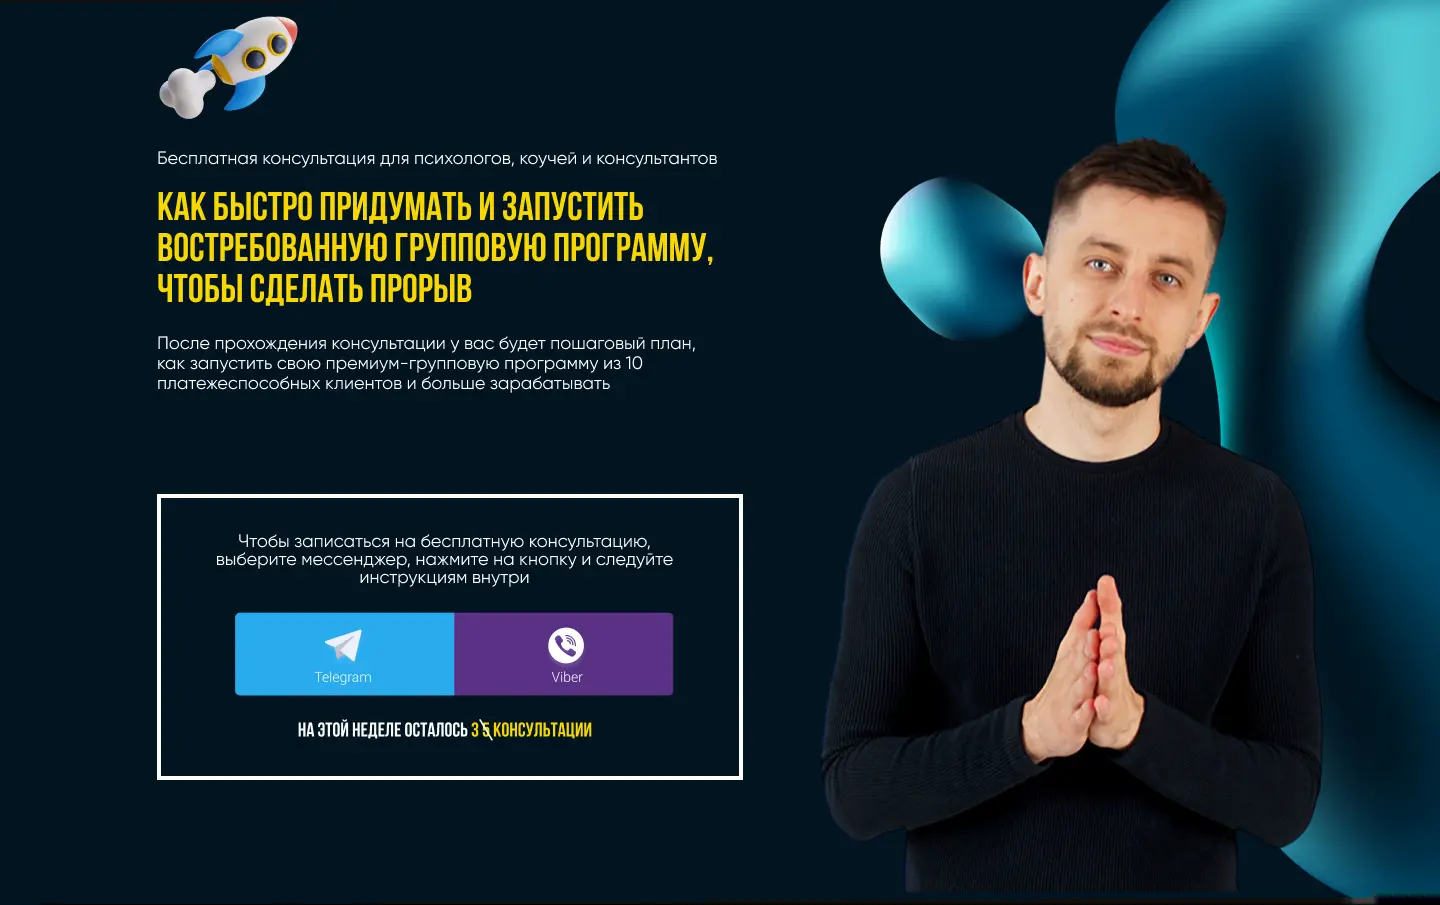 Бесплатная консультация для психологов, коучей и консультантов
КАК БЫСТРО ПРИДУМАТЬ И ЗАПУСТИТЬ
ВОСТРЕБОВАННУЮ ГРУППОВУЮ ПРОГРАММУ,
ЧТОБЫ СДЕЛАТЬ ПРОРЫВ
После прохождения консультации у вас будет пошаговый план,
как запустить свою премиум-групповую программу из 10
платежеспособных клиентов и больше зарабатывать
Чтобы записаться на бесплатную консультацию,
выберите мессенджер, нажмите на кнопку и следуйте
инструкциям внутри
Telegram
Viber
НА ЭТОЙ НЕДЕЛЕ ОСТАЛОСЬ 3 5 КОНСУЛЬТАЦИИ